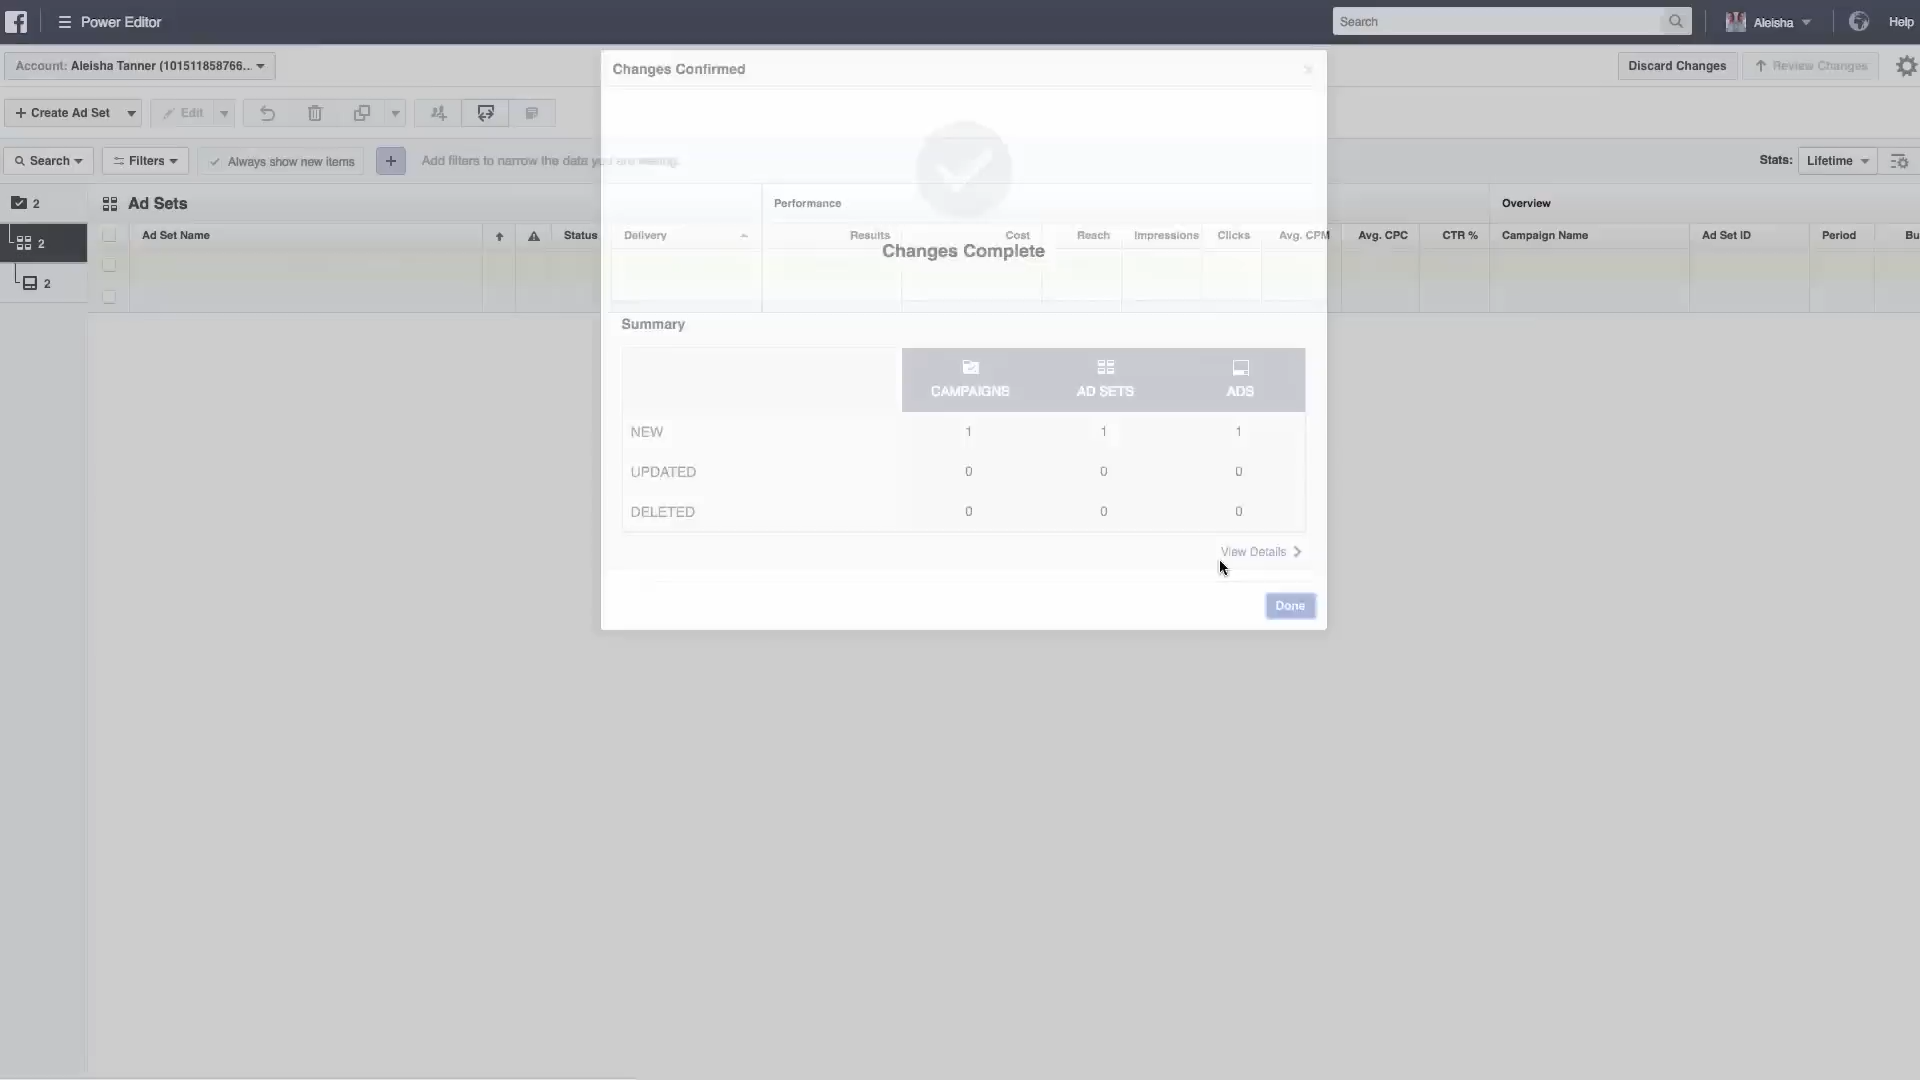 Power Editor
Search
Aleisha
Help
Account: Aleisha Tanner (101511858766...
Discard Changes
Review Changes
+ Create Ad Set
Edit
Search
Filters
Always show new items
+
Add filters to narrow the data you are seeing.
Stats:
Lifetime
2
2
2
Ad Sets
Performance
Overview
Ad Set Name
Status
Delivery
Results
Cost
Reach
Impressions
Clicks
Avg. CPM
Avg. CPC
CTR %
Campaign Name
Ad Set ID
Period
Bu
Changes Confirmed
×
Changes Complete
Summary
CAMPAIGNS AD SETS ADS
NEW 1 1 1
UPDATED 0 0 0
DELETED 0 0 0
View Details
Done